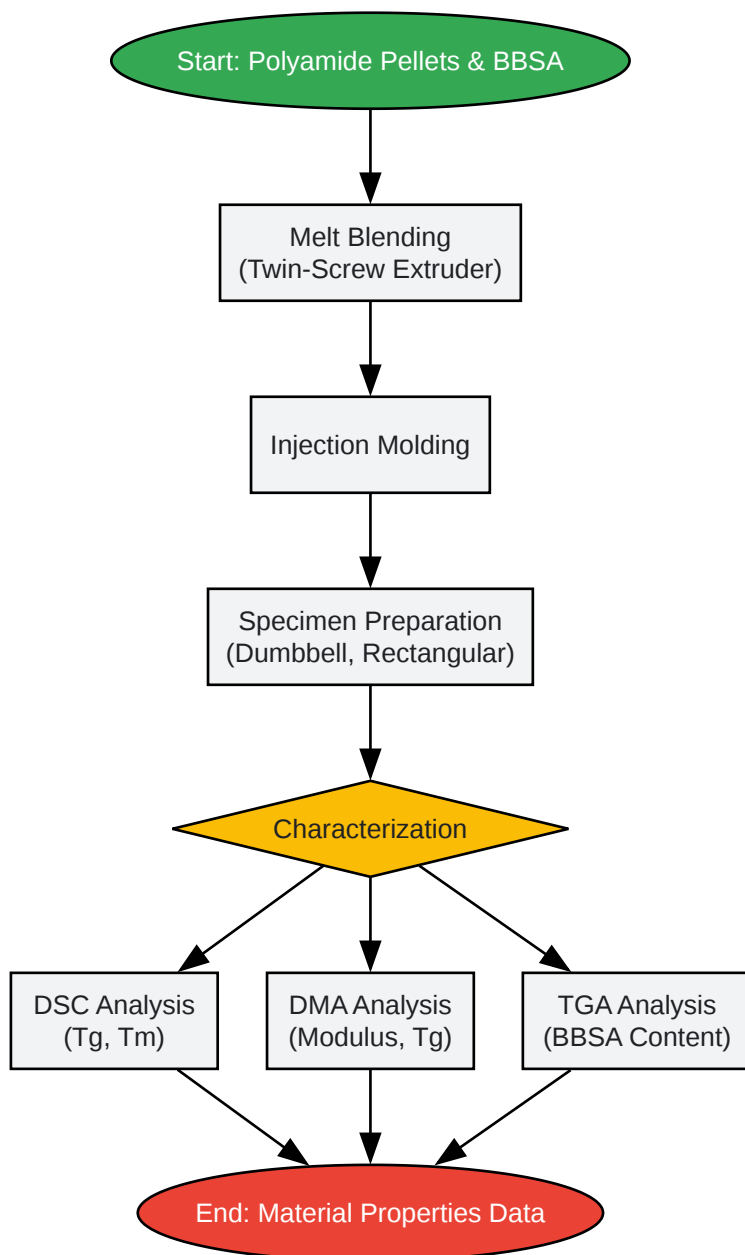 Start: Polyamide Pellets & BBSA
Melt Blending
(Twin-Screw Extruder)
Injection Molding
Specimen Preparation
(Dumbbell, Rectangular)
Characterization
DSC Analysis
(Tg, Tm)
DMA Analysis
(Modulus, Tg)
TGA Analysis
(BBSA Content)
End: Material Properties Data